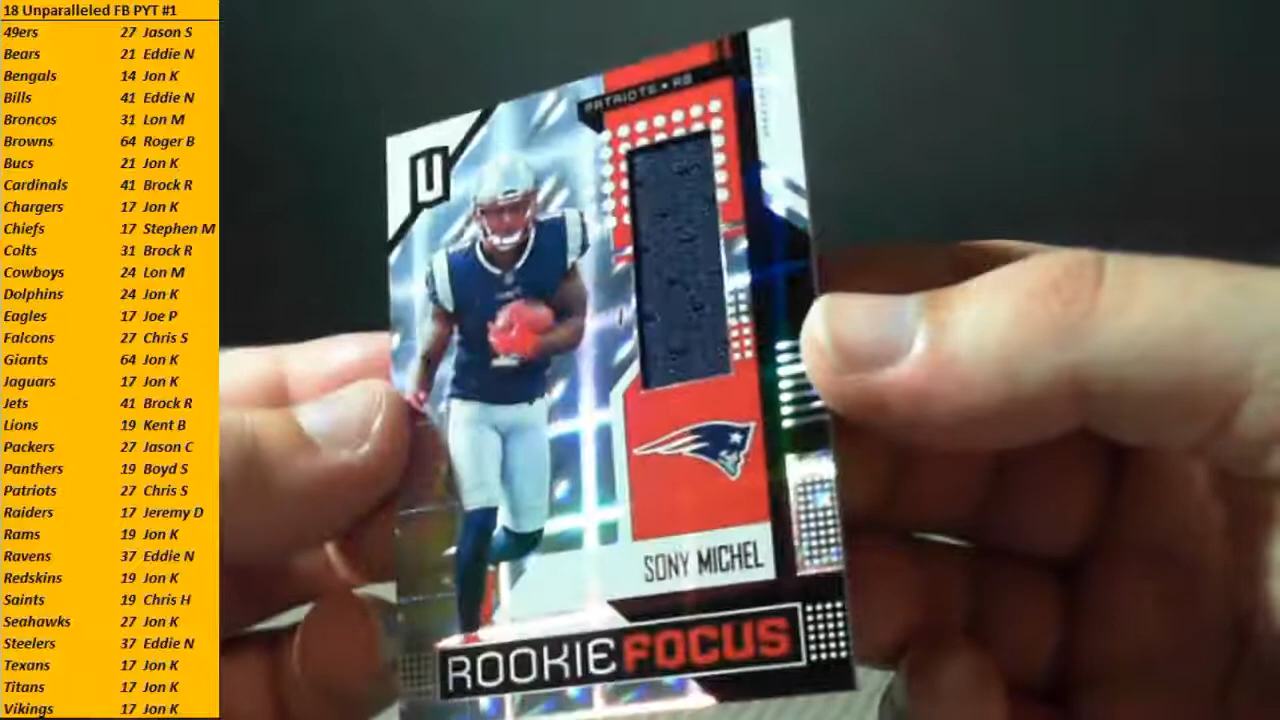 18 Unparalleled FB PYT #1
49ers 27 Jason S
Bears 21 Eddie N
Bengals 14 Jon K
Bills 41 Eddie N
Broncos 31 Lon M
Browns 64 Roger B
Bucs 21 Jon K
Cardinals 41 Brock R
Chargers 17 Jon K
Chiefs 17 Stephen M
Colts 31 Brock R
Cowboys 24 Lon M
Dolphins 24 Jon K
Eagles 17 Joe P
Falcons 27 Chris S
Giants 64 Jon K
Jaguars 17 Jon K
Jets 41 Brock R
Lions 19 Kent B
Packers 27 Jason C
Panthers 19 Boyd S
Patriots 27 Chris S
Raiders 17 Jeremy D
Rams 19 Jon K
Ravens 37 Eddie N
Redskins 19 Jon K
Saints 19 Chris H
Seahawks 27 Jon K
Steelers 37 Eddie N
Texans 17 Jon K
Titans 17 Jon K
Vikings 17 Jon K
U
PATRIOTS • RB
SONY MICHEL
ROOKIE FOCUS